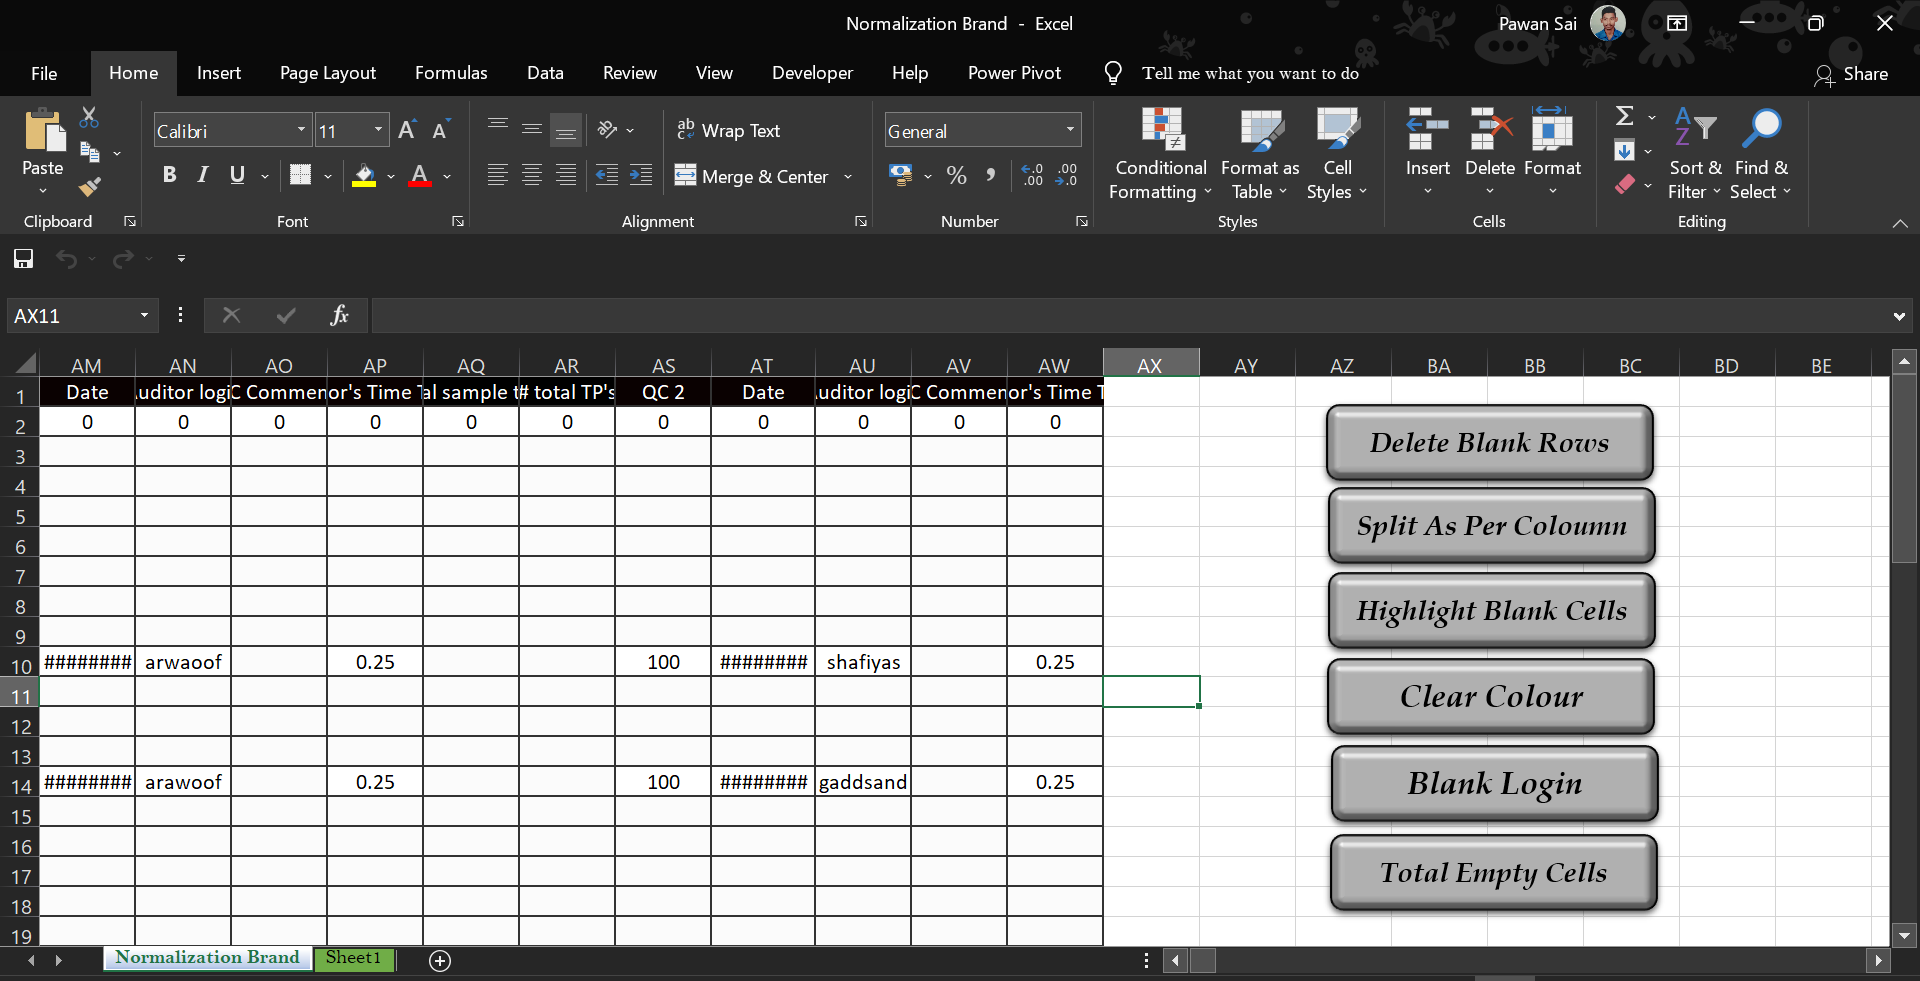 Normalization Brand - Excel
Pawan Sai
File Home Insert Page Layout Formulas Data Review View Developer Help Power Pivot Tell me what you want to do Share
Paste
Clipboard
Calibri 11
B I U
Font
Wrap Text
Merge & Center
Alignment
General
% 
Number
Conditional Formatting
Format as Table
Cell Styles
Styles
Insert Delete Format
Cells
Sort & Filter
Find & Select
Editing
AX11 fx
AM AN AO AP AQ AR AS AT AU AV AW AX AY AZ BA BB BC BD BE
1 Date uditor logi C Commen or's Time T al sample t # total TP's QC 2 Date uditor logi C Commen or's Time T
2 0 0 0 0 0 0 0 0 0 0 0
3
4
5
6
7
8
9
10 ######## arwaoof 0.25 100 ######## shafiyas 0.25
11
12
13
14 ######## arawoof 0.25 100 ######## gaddsand 0.25
15
16
17
18
19
Delete Blank Rows
Split As Per Coloumn
Highlight Blank Cells
Clear Colour
Blank Login
Total Empty Cells
Normalization Brand Sheet1